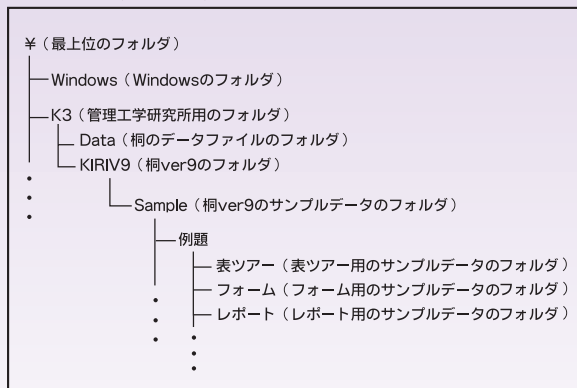 ¥(最上位のフォルダ)
Windows(Windowsのフォルダ)
K3(管理工学研究所用のフォルダ)
Data(桐のデータファイルのフォルダ)
KIRIV9(桐ver9のフォルダ)
Sample(桐ver9のサンプルデータのフォルダ)
例題
表ツアー(表ツアー用のサンプルデータのフォルダ)
フォーム(フォーム用のサンプルデータのフォルダ)
レポート(レポート用のサンプルデータのフォルダ)